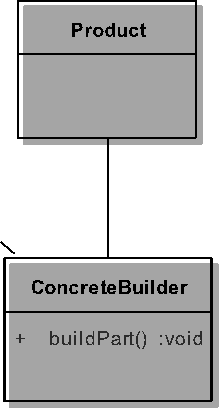 Product
ConcreteBuilder
+ buildPart() :void